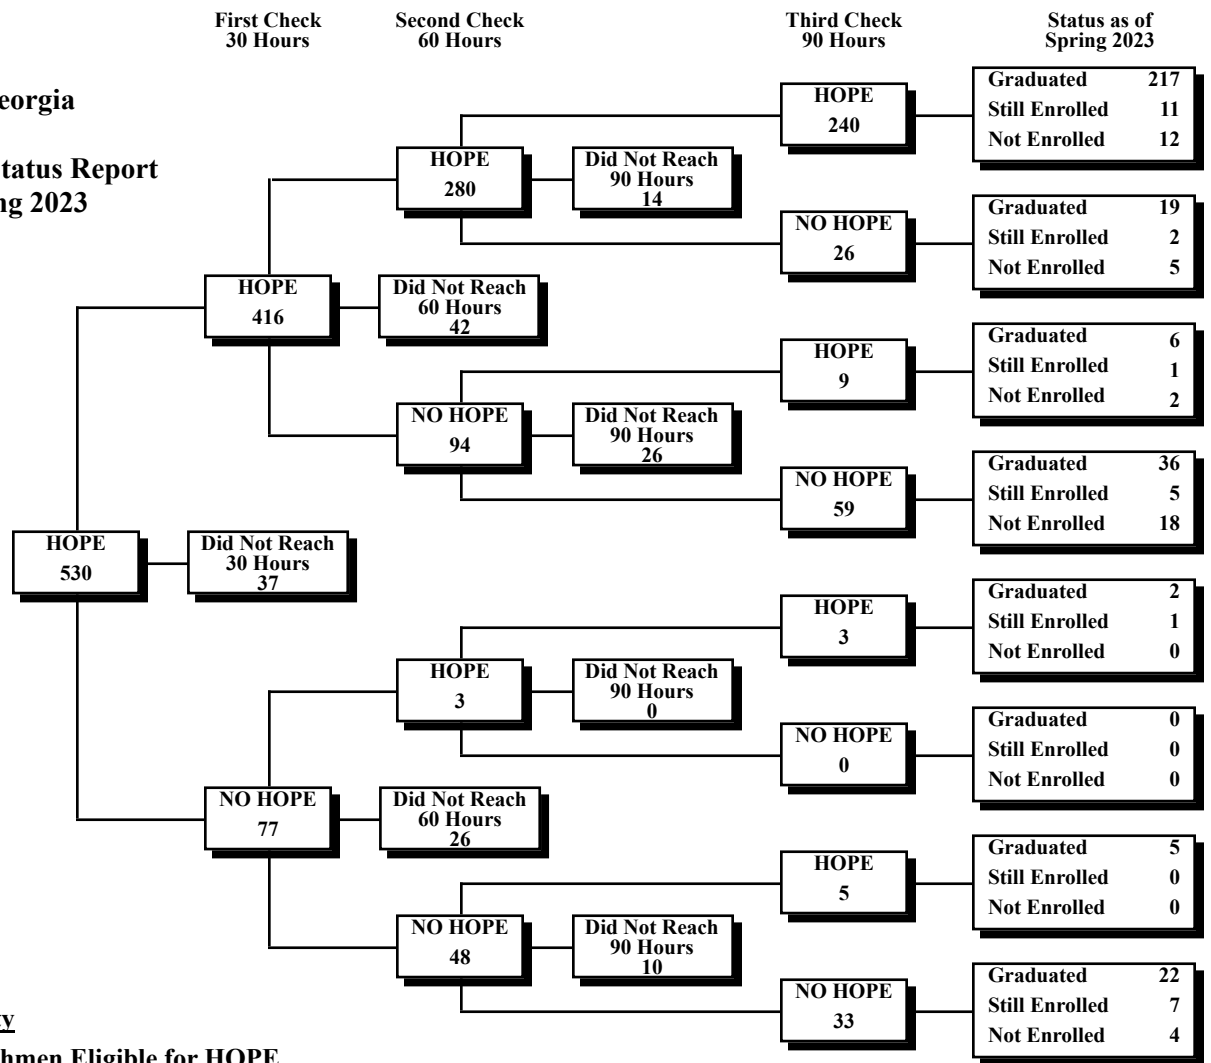 First Check
30 Hours
Second Check
60 Hours
Third Check
90 Hours
Status as of
Spring 2023
eorgia
tatus Report
ng 2023
HOPE
240
Graduated 217
Still Enrolled 11
Not Enrolled 12
HOPE
280
Did Not Reach
90 Hours
14
NO HOPE
26
Graduated 19
Still Enrolled 2
Not Enrolled 5
HOPE
416
Did Not Reach
60 Hours
42
HOPE
9
Graduated 6
Still Enrolled 1
Not Enrolled 2
NO HOPE
94
Did Not Reach
90 Hours
26
NO HOPE
59
Graduated 36
Still Enrolled 5
Not Enrolled 18
HOPE
530
Did Not Reach
30 Hours
37
HOPE
3
Graduated 2
Still Enrolled 1
Not Enrolled 0
HOPE
3
Did Not Reach
90 Hours
0
NO HOPE
0
Graduated 0
Still Enrolled 0
Not Enrolled 0
NO HOPE
77
Did Not Reach
60 Hours
26
HOPE
5
Graduated 5
Still Enrolled 0
Not Enrolled 0
NO HOPE
48
Did Not Reach
90 Hours
10
NO HOPE
33
Graduated 22
Still Enrolled 7
Not Enrolled 4
ty
hmen Eligible for HOPE